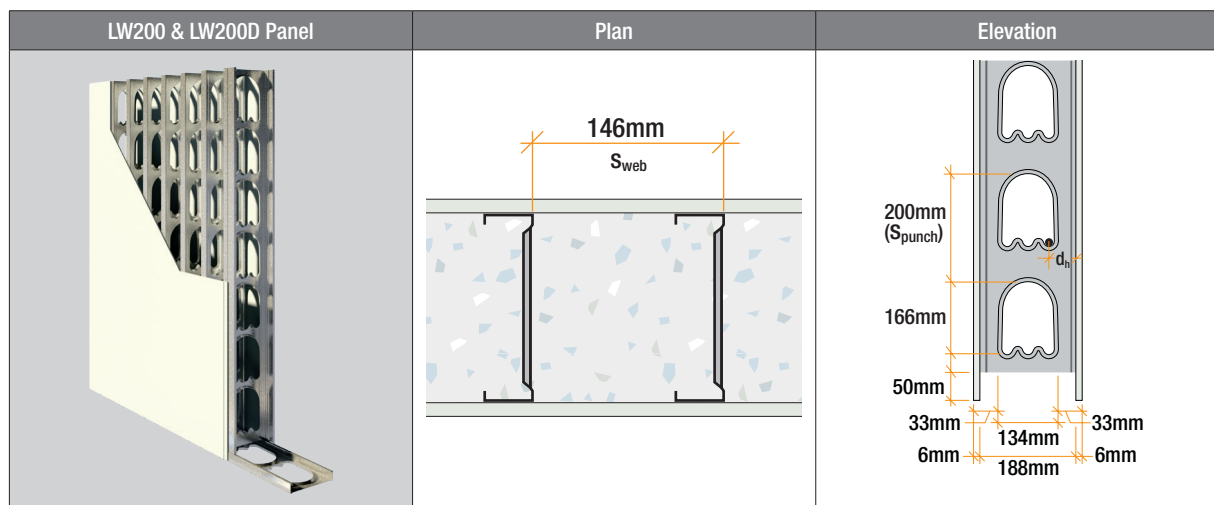 LW200 & LW200D Panel
Plan
Elevation
146mm
Sweb
200mm
(Spunch)
dh
166mm
50mm
33mm
33mm
134mm
6mm
188mm
6mm